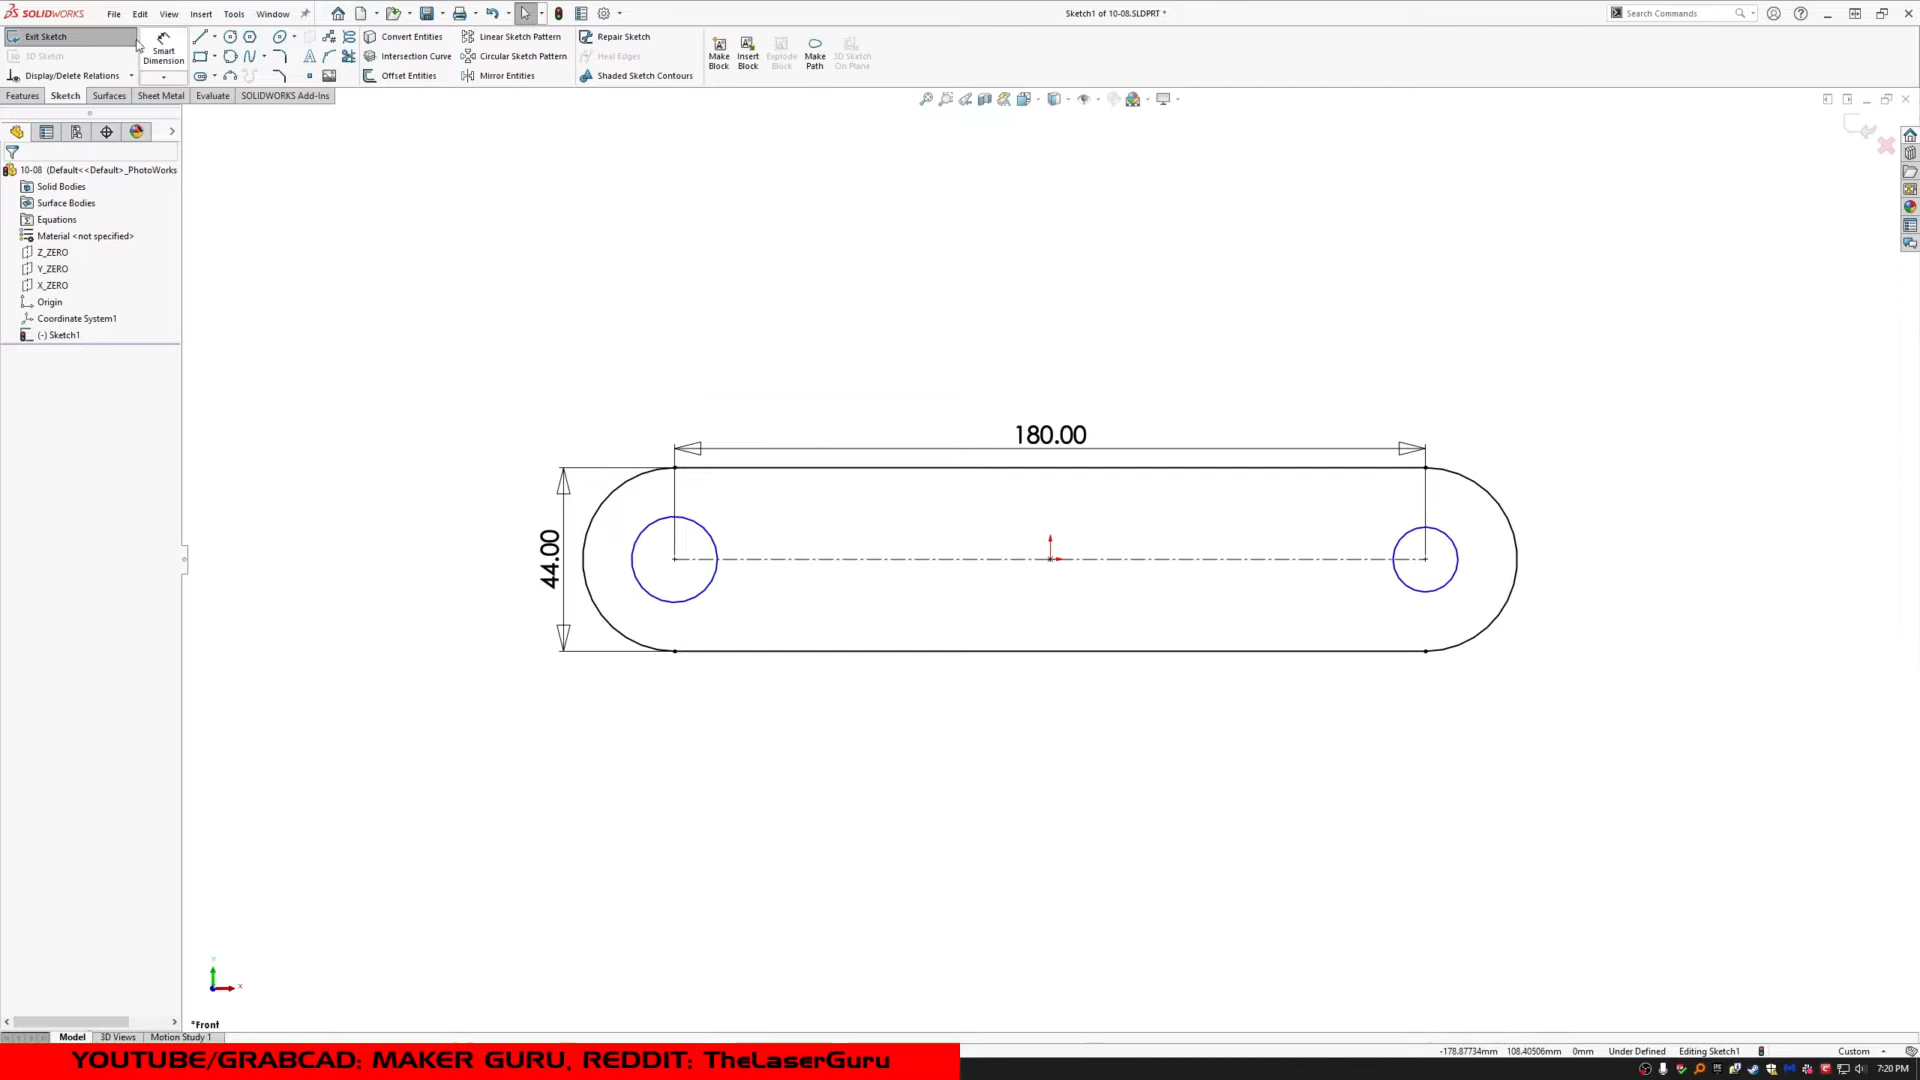 SOLIDWORKS File Edit View Insert Tools Window Sketch1 of 10-08.SLDPRT * Search Commands
Exit Sketch Smart Dimension Convert Entities Linear Sketch Pattern Repair Sketch Make Block Insert Block Explode Block Make Path 3D Sketch On Plane
3D Sketch Intersection Curve Circular Sketch Pattern Heal Edges
Display/Delete Relations Offset Entities Mirror Entities Shaded Sketch Contours
Features Sketch Surfaces Sheet Metal Evaluate SOLIDWORKS Add-Ins
10-08 (Default<<Default>_PhotoWorks
Solid Bodies
Surface Bodies
Equations
Material <not specified>
Z_ZERO
Y_ZERO
X_ZERO
Origin
Coordinate System1
(-) Sketch1
180.00
44.00
Y
X
*Front
Model 3D Views Motion Study 1
YOUTUBE/GRABCAD: MAKER GURU, REDDIT: TheLaserGuru
-178.87734mm 108.40506mm 0mm Under Defined Editing Sketch1 Custom
7:20 PM